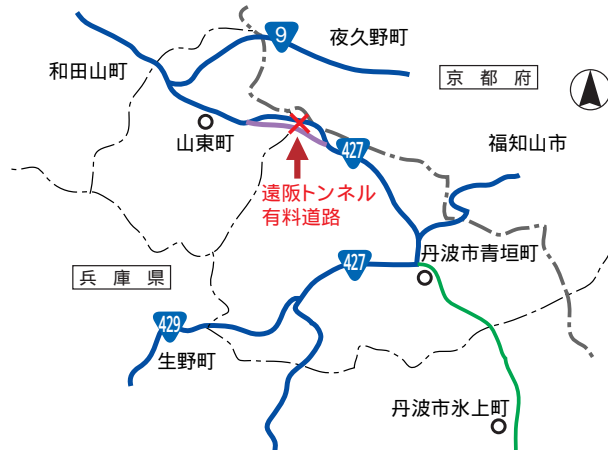 9
夜久野町
和田山町
京都府
山東町
427
福知山市
遠阪トンネル
有料道路
丹波市青垣町
427
兵庫県
429
生野町
丹波市氷上町